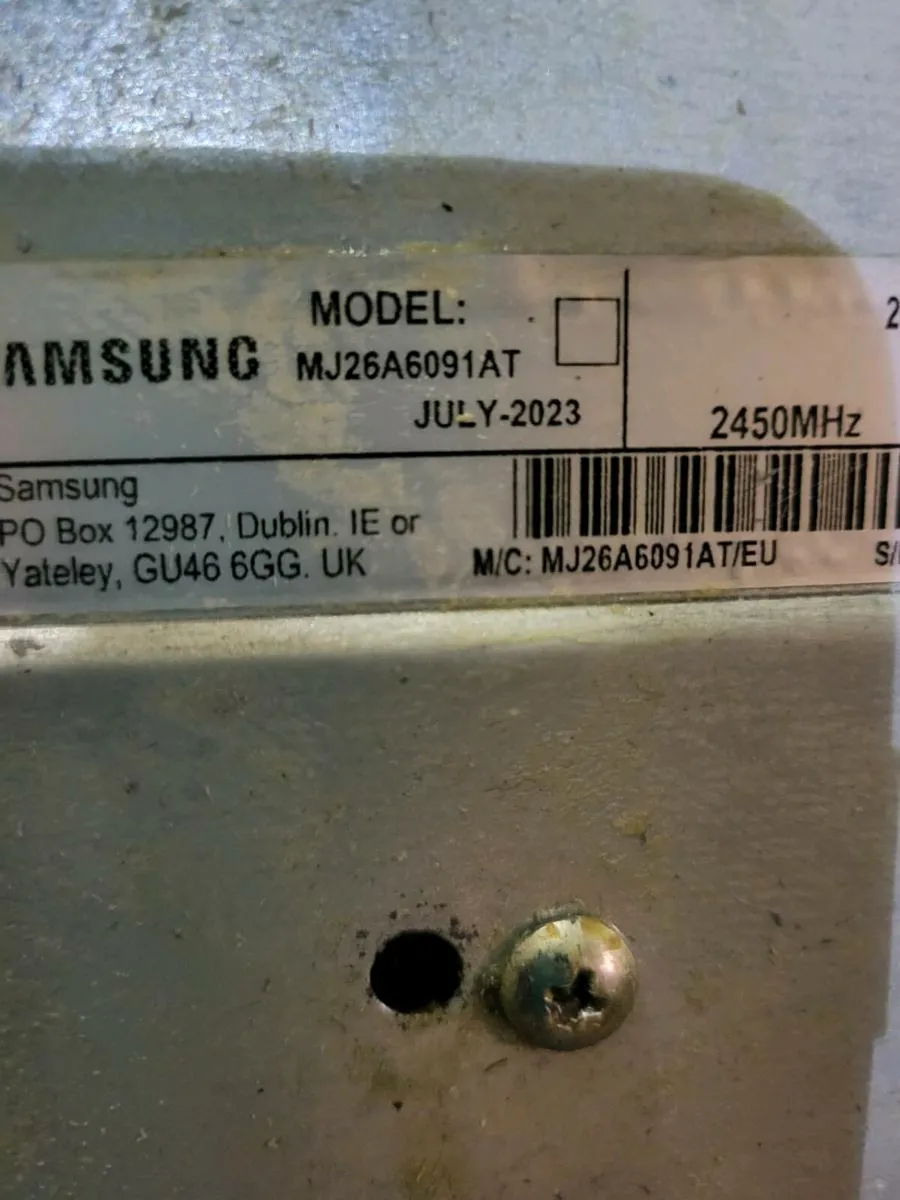 MODEL:
AMSUNG MJ26A6091AT
JULY-2023
2
2450MHz
Samsung
PO Box 12987, Dublin. IE or
Yateley, GU46 6GG. UK
M/C: MJ26A6091AT/EU
S/